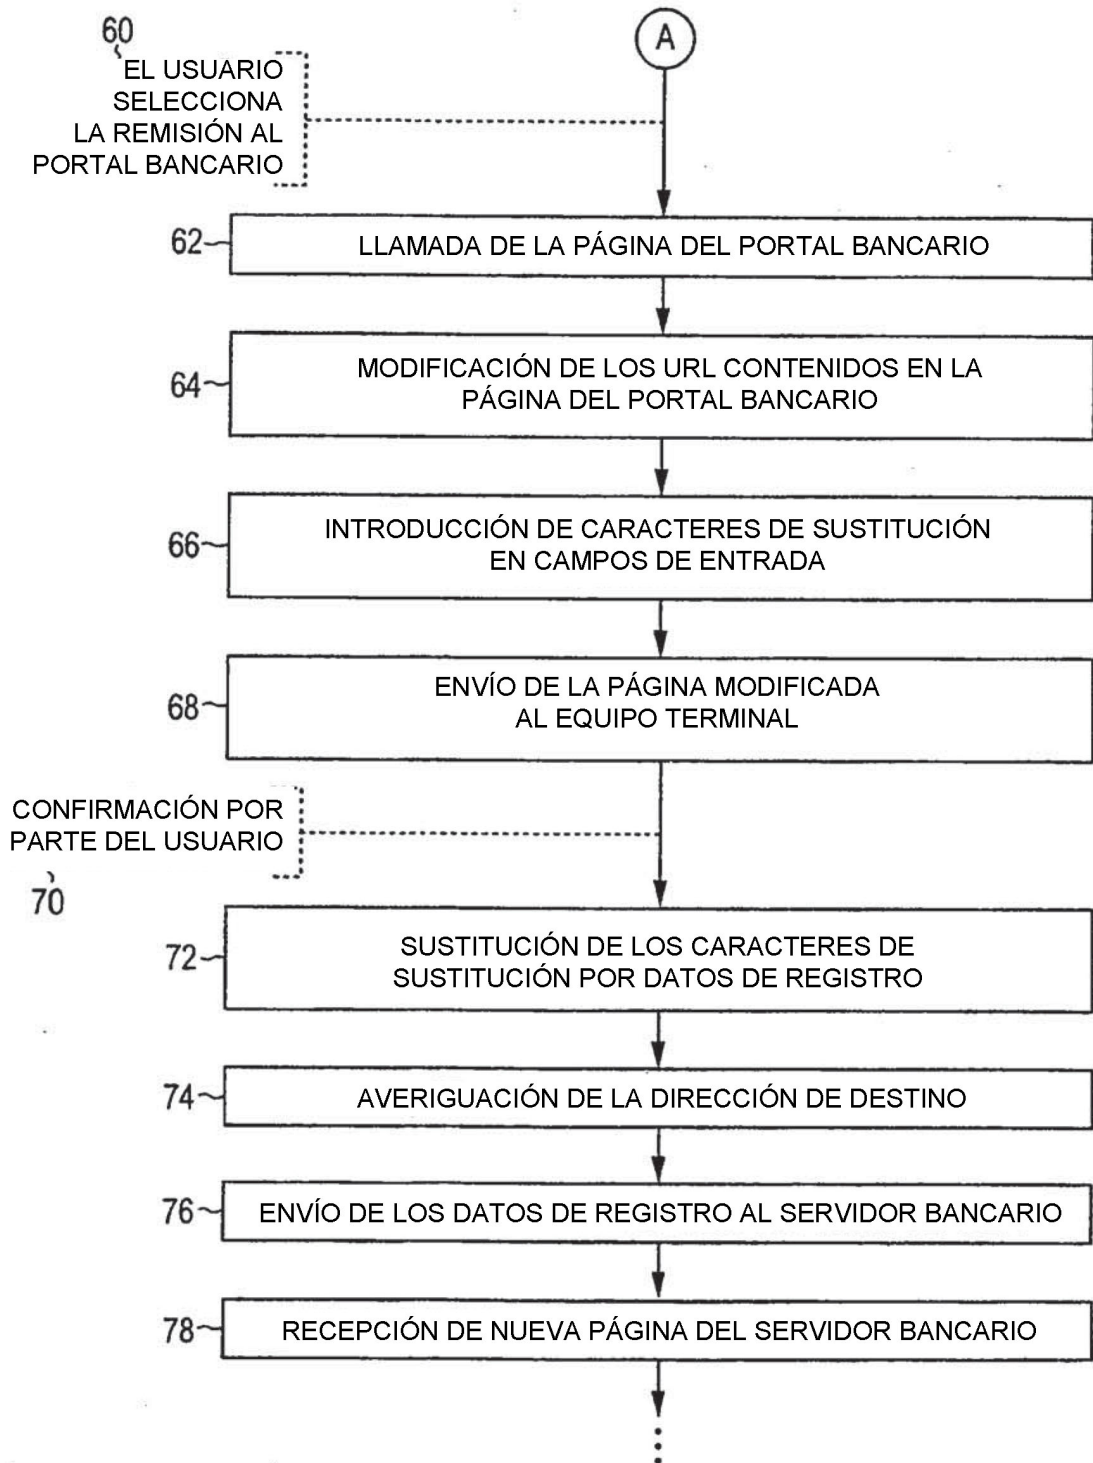 A
60
EL USUARIO
SELECCIONA
LA REMISIÓN AL
PORTAL BANCARIO
62
LLAMADA DE LA PÁGINA DEL PORTAL BANCARIO
64
MODIFICACIÓN DE LOS URL CONTENIDOS EN LA
PÁGINA DEL PORTAL BANCARIO
66
INTRODUCCIÓN DE CARACTERES DE SUSTITUCIÓN
EN CAMPOS DE ENTRADA
68
ENVÍO DE LA PÁGINA MODIFICADA
AL EQUIPO TERMINAL
CONFIRMACIÓN POR
PARTE DEL USUARIO
70
72
SUSTITUCIÓN DE LOS CARACTERES DE
SUSTITUCIÓN POR DATOS DE REGISTRO
74
AVERIGUACIÓN DE LA DIRECCIÓN DE DESTINO
76
ENVÍO DE LOS DATOS DE REGISTRO AL SERVIDOR BANCARIO
78
RECEPCIÓN DE NUEVA PÁGINA DEL SERVIDOR BANCARIO